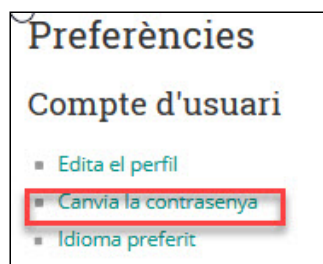 Preferències
Compte d'usuari
Edita el perfil
Canvia la contrasenya
Idioma preferit